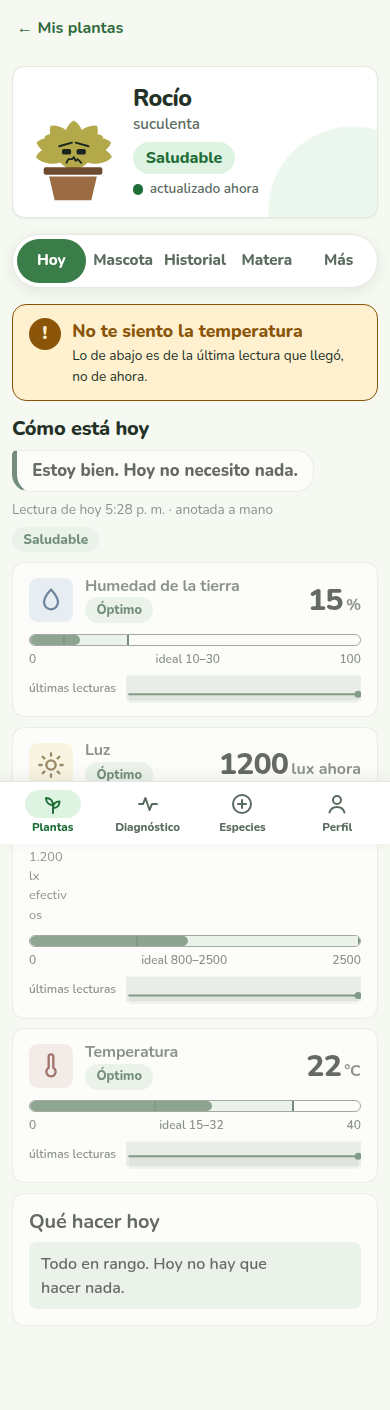 ← Mis plantas
Rocío
suculenta
Saludable
actualizado ahora
Hoy Mascota Historial Matera Más
! No te siento la temperatura
Lo de abajo es de la última lectura que llegó,
no de ahora.
Cómo está hoy
Estoy bien. Hoy no necesito nada.
Lectura de hoy 5:28 p. m. · anotada a mano
Saludable
Humedad de la tierra
Óptimo
15 %
0 ideal 10–30 100
últimas lecturas
Luz
Óptimo
1200 lux ahora
Plantas Diagnóstico Especies Perfil
1.200
lx
efectiv
os
0 ideal 800–2500 2500
últimas lecturas
Temperatura
Óptimo
22 °C
0 ideal 15–32 40
últimas lecturas
Qué hacer hoy
Todo en rango. Hoy no hay que
hacer nada.